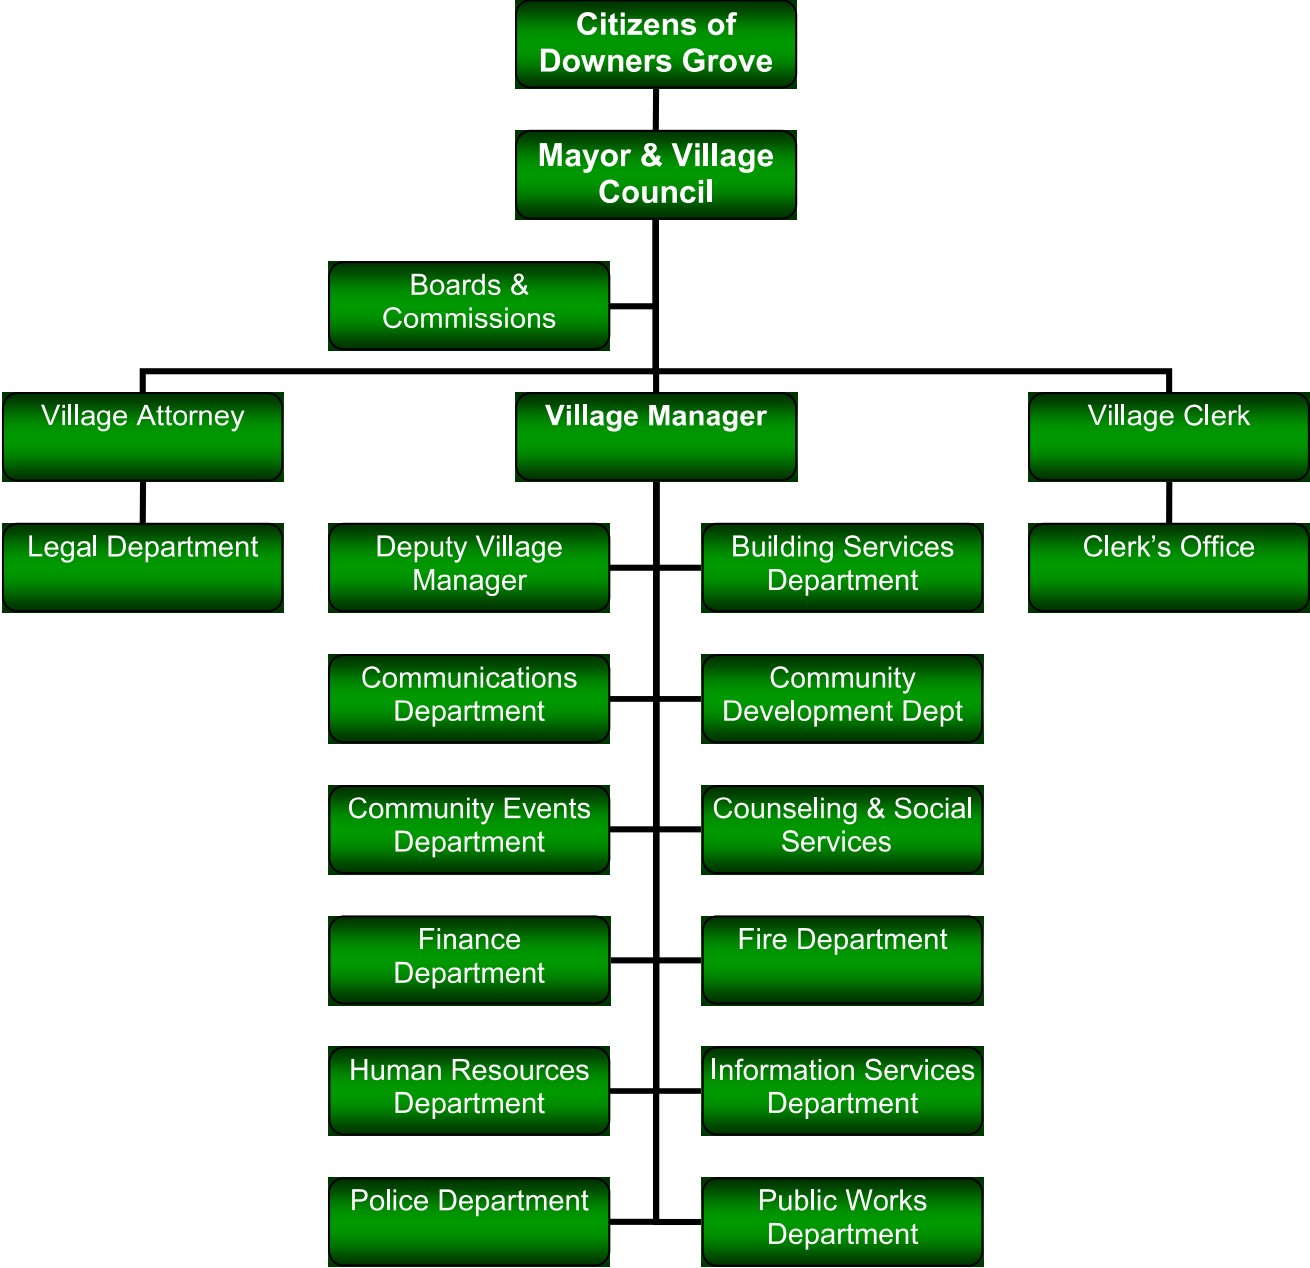 Citizens of
Downers Grove
Mayor & Village
Council
Boards &
Commissions
Village Attorney
Village Manager
Village Clerk
Legal Department
Deputy Village
Manager
Building Services
Department
Clerk’s Office
Communications
Department
Community
Development Dept
Community Events
Department
Counseling & Social
Services
Finance
Department
Fire Department
Human Resources
Department
Information Services
Department
Police Department
Public Works
Department